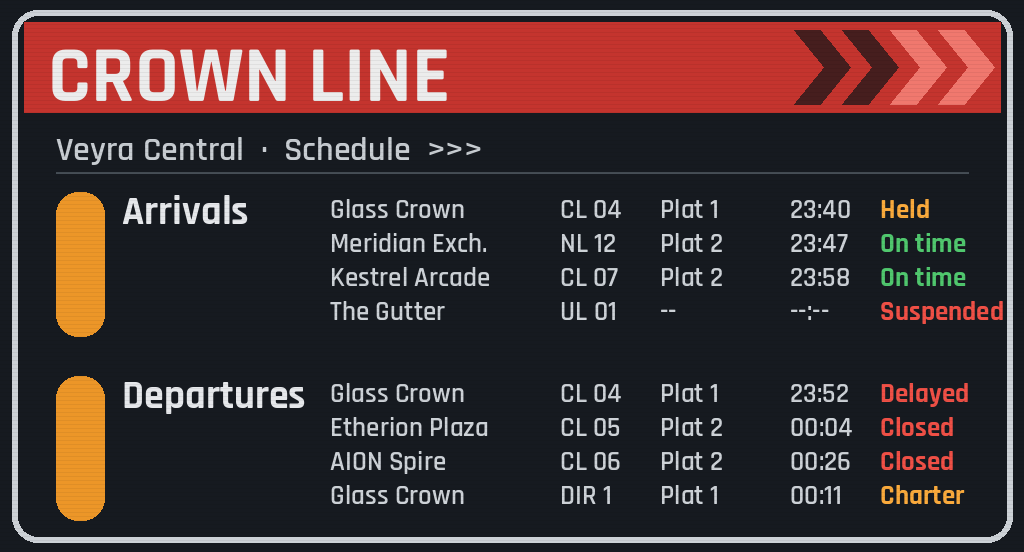 CROWN LINE
Veyra Central · Schedule >>>
Arrivals
Glass Crown CL 04 Plat 1 23:40 Held
Meridian Exch. NL 12 Plat 2 23:47 On time
Kestrel Arcade CL 07 Plat 2 23:58 On time
The Gutter UL 01 -- --:-- Suspended
Departures
Glass Crown CL 04 Plat 1 23:52 Delayed
Etherion Plaza CL 05 Plat 2 00:04 Closed
AION Spire CL 06 Plat 2 00:26 Closed
Glass Crown DIR 1 Plat 1 00:11 Charter